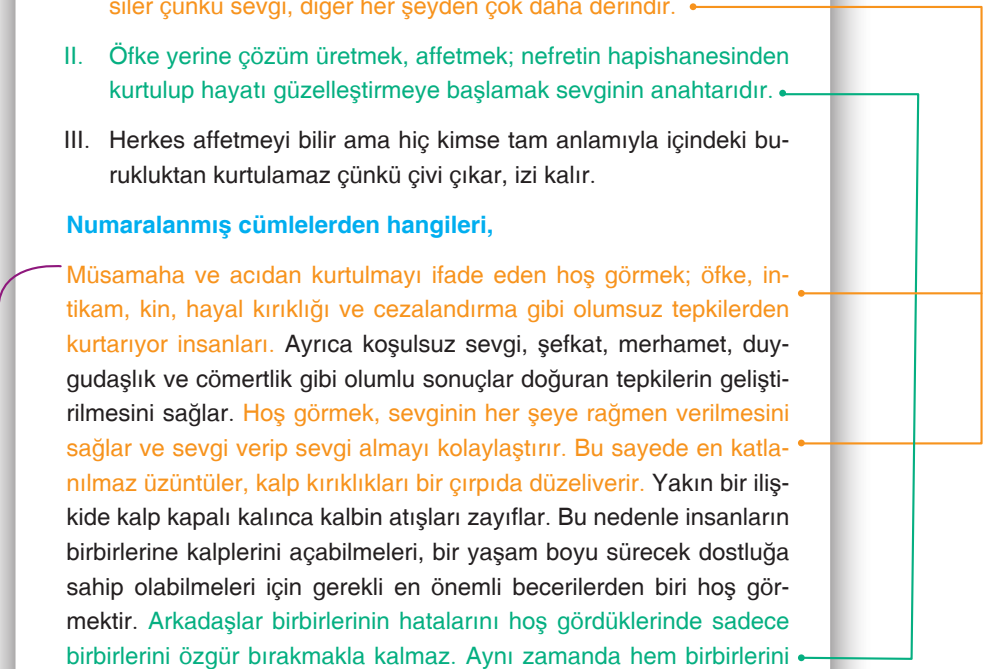 siler çünkü sevgi, diğer her şeyden çok daha derindir.
II. Öfke yerine çözüm üretmek, affetmek; nefretin hapishanesinden
kurtulup hayatı güzelleştirmeye başlamak sevginin anahtarıdır.
III. Herkes affetmeyi bilir ama hiç kimse tam anlamıyla içindeki bu-
rukluktan kurtulamaz çünkü çivi çıkar, izi kalır.
Numaralanmış cümlelerden hangileri,
Müsamaha ve acıdan kurtulmayı ifade eden hoş görmek; öfke, in-
tikam, kin, hayal kırıklığı ve cezalandırma gibi olumsuz tepkilerden
kurtarıyor insanları. Ayrıca koşulsuz sevgi, şefkat, merhamet, duy-
gudaşlık ve cömertlik gibi olumlu sonuçlar doğuran tepkilerin gelişti-
rilmesini sağlar. Hoş görmek, sevginin her şeye rağmen verilmesini
sağlar ve sevgi verip sevgi almayı kolaylaştırır. Bu sayede en katla-
nılmaz üzüntüler, kalp kırıklıkları bir çırpıda düzeliverir. Yakın bir iliş-
kide kalp kapalı kalınca kalbin atışları zayıflar. Bu nedenle insanların
birbirlerine kalplerini açabilmeleri, bir yaşam boyu sürecek dostluğa
sahip olabilmeleri için gerekli en önemli becerilerden biri hoş gör-
mektir. Arkadaşlar birbirlerinin hatalarını hoş gördüklerinde sadece
birbirlerini özgür bırakmakla kalmaz. Aynı zamanda hem birbirlerini